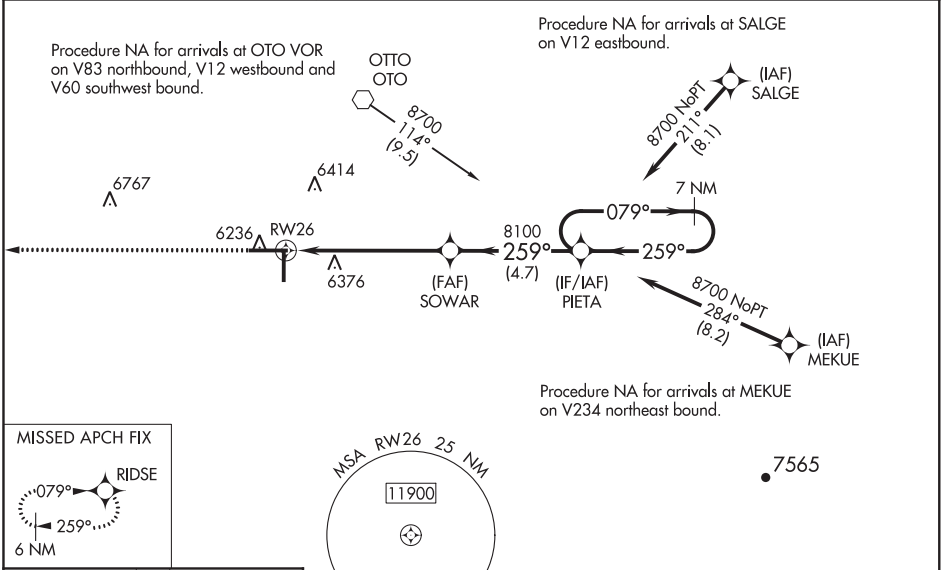 Procedure NA for arrivals at SALGE
on V12 eastbound.
Procedure NA for arrivals at OTO VOR
on V83 northbound, V12 westbound and
V60 southwest bound.
OTTO
OTO
(IAF)
SALGE
8700
114°
(9.5)
8700 NoPT
211°
(8.1)
6767
6414
7 NM
079°
6236
RW26
8100
259°
(4.7)
259°
6376
(FAF)
SOWAR
(IF/IAF)
PIETA
8700 NoPT
284°
(8.2)
(IAF)
MEKUE
Procedure NA for arrivals at MEKUE
on V234 northeast bound.
MISSED APCH FIX
RIDSE
079°
259°
6 NM
MSA RW26 25 NM
11900
7565